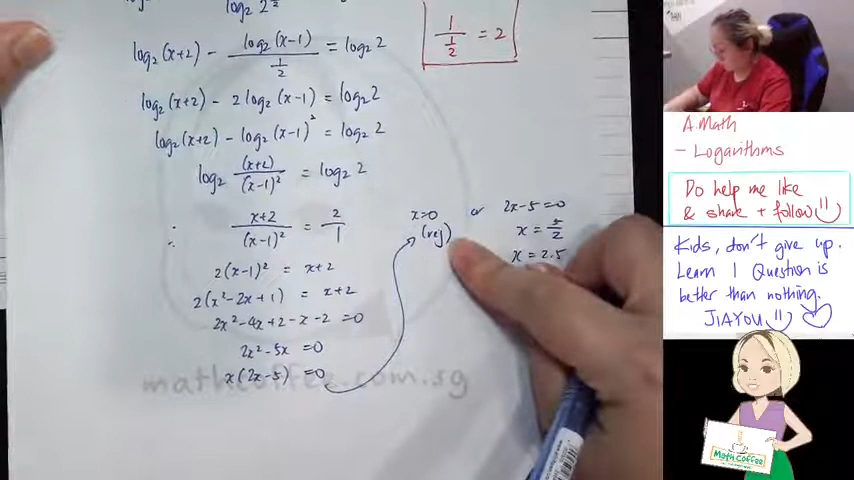 log₂ 2^½
log₂(x+2) - log₂(x-1) / ½ = log₂ 2
1 / ½ = 2
log₂(x+2) - 2log₂(x-1) = log₂2
log₂(x+2) - log₂(x-1)² = log₂ 2
log₂ (x+2)/(x-1)² = log₂ 2
∴ x+2/(x-1)² = 2/1
2(x-1)² = x+2
2(x²-2x+1) = x+2
2x²-4x+2-x-2 = 0
2x²-5x = 0
x(2x-5) = 0
x=0 or 2x-5=0
(rej) x = 5/2
x = 2.5
mathcoffee.com.sg
A.Math
- Logarithms
Do help me like
& share + follow
Kids, don't give up.
Learn 1 Question is
better than nothing.
JIAYOU
Math Coffee